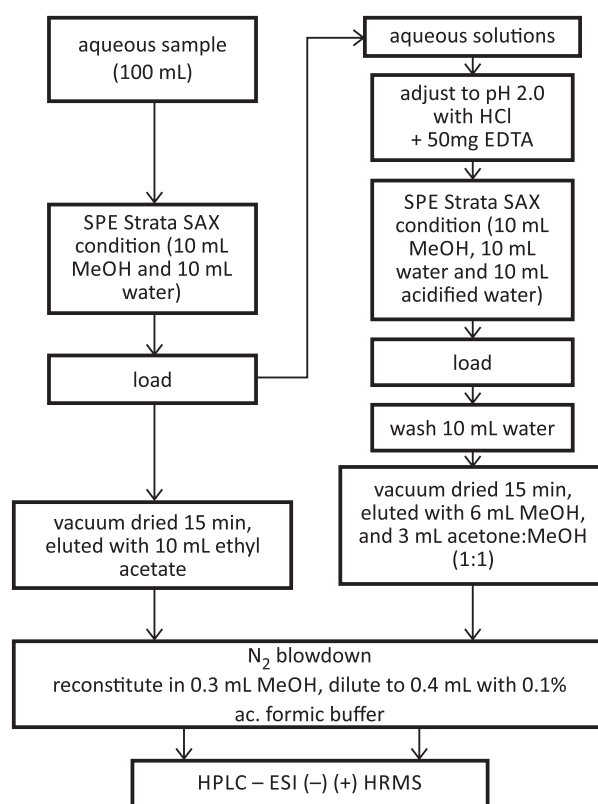 aqueous sample
(100 mL)
SPE Strata SAX
condition (10 mL
MeOH and 10 mL
water)
load
vacuum dried 15 min,
eluted with 10 mL ethyl
acetate
aqueous solutions
adjust to pH 2.0
with HCl
+ 50mg EDTA
SPE Strata SAX
condition (10 mL
MeOH, 10 mL
water and 10 mL
acidified water)
load
wash 10 mL water
vacuum dried 15 min,
eluted with 6 mL MeOH,
and 3 mL acetone:MeOH
(1:1)
N₂ blowdown
reconstitute in 0.3 mL MeOH, dilute to 0.4 mL with 0.1%
ac. formic buffer
HPLC – ESI (–) (+) HRMS